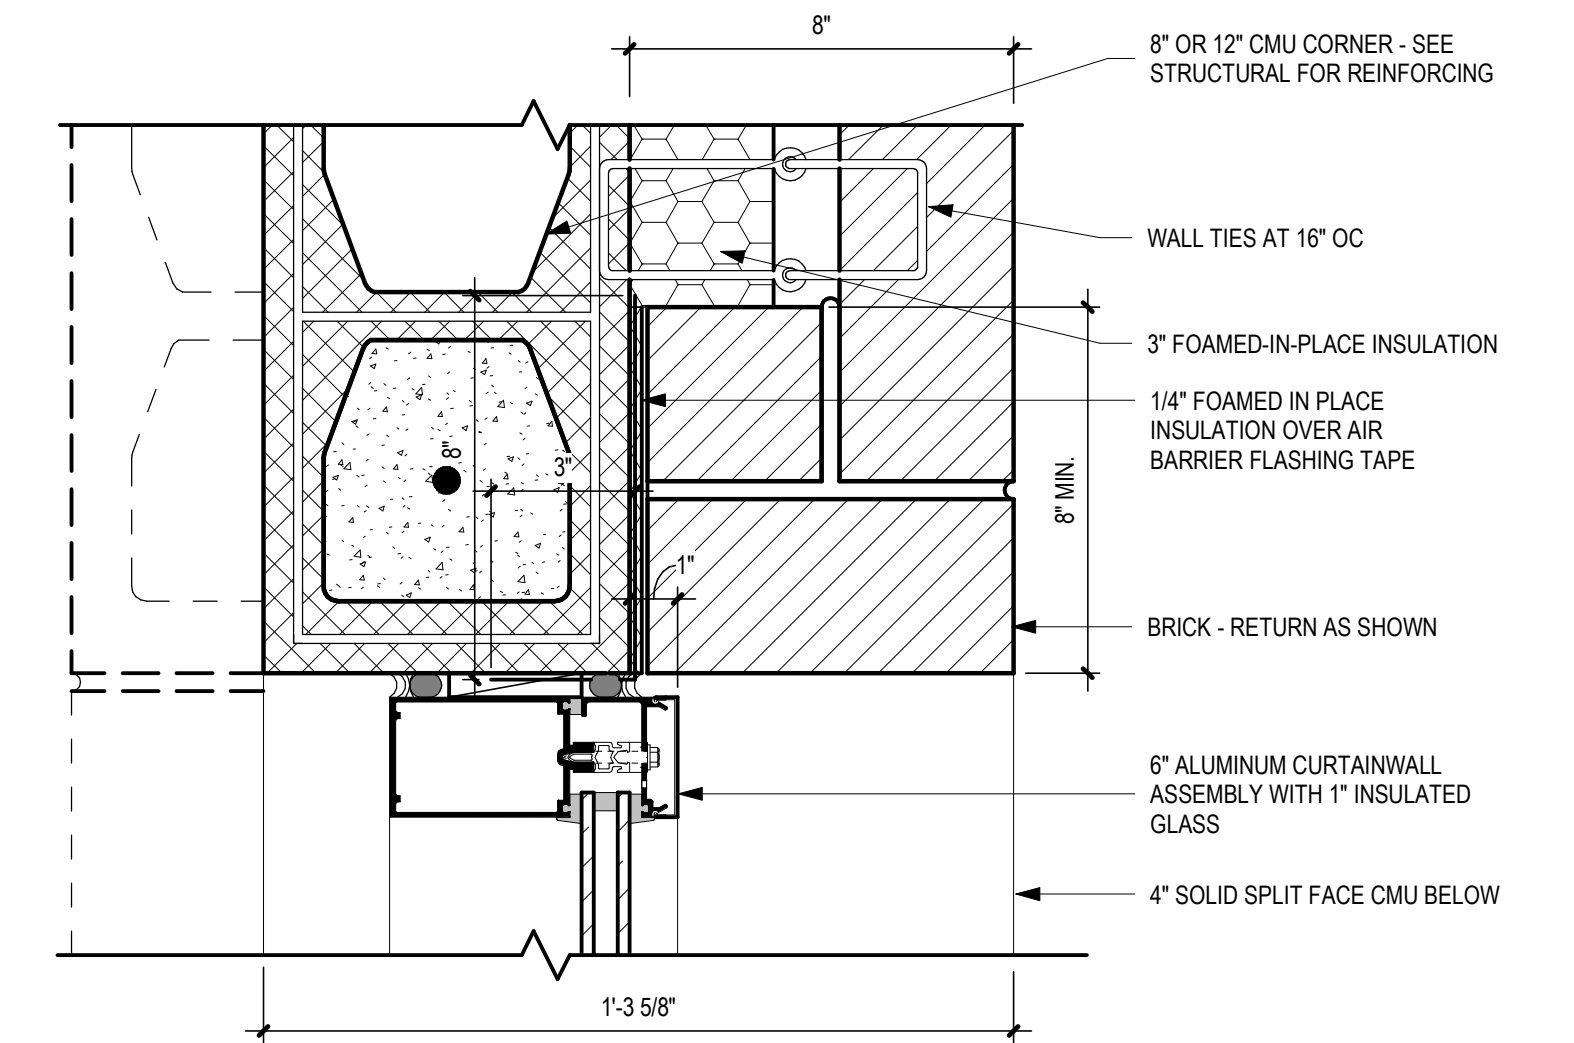 8"
8" OR 12" CMU CORNER - SEE
STRUCTURAL FOR REINFORCING
WALL TIES AT 16" OC
3" FOAMED-IN-PLACE INSULATION
1/4" FOAMED IN PLACE
INSULATION OVER AIR
BARRIER FLASHING TAPE
8"
3"
8" MIN.
1"
BRICK - RETURN AS SHOWN
6" ALUMINUM CURTAINWALL
ASSEMBLY WITH 1" INSULATED
GLASS
4" SOLID SPLIT FACE CMU BELOW
1'-3 5/8"